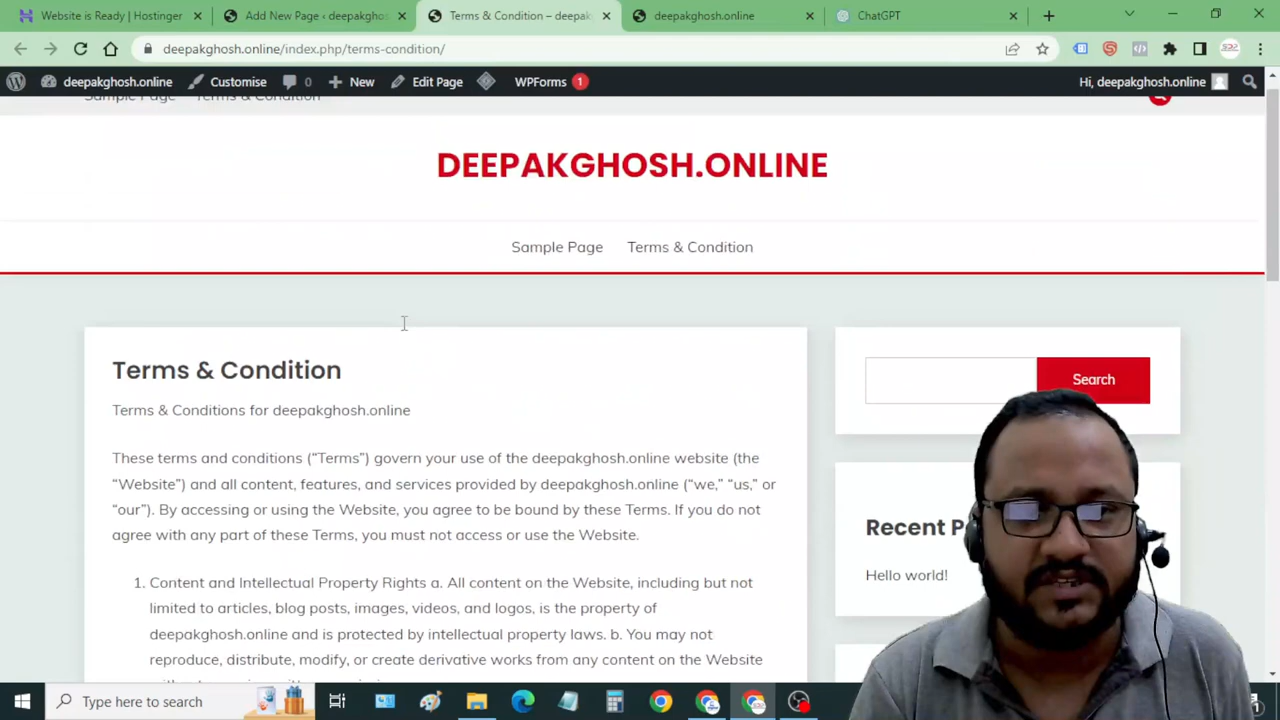 Website is Ready | Hostinger
Add New Page ‹ deepakghos
Terms & Condition – deepak
deepakghosh.online
ChatGPT
deepakghosh.online/index.php/terms-condition/
deepakghosh.online
Customise
0
New
Edit Page
WPForms
1
Hi, deepakghosh.online
Sample Page
Terms & Condition
DEEPAKGHOSH.ONLINE
Sample Page
Terms & Condition
Terms & Condition
Terms & Conditions for deepakghosh.online
These terms and conditions (“Terms”) govern your use of the deepakghosh.online website (the
“Website”) and all content, features, and services provided by deepakghosh.online (“we,” “us,” or
“our”). By accessing or using the Website, you agree to be bound by these Terms. If you do not
agree with any part of these Terms, you must not access or use the Website.
1. Content and Intellectual Property Rights a. All content on the Website, including but not
limited to articles, blog posts, images, videos, and logos, is the property of
deepakghosh.online and is protected by intellectual property laws. b. You may not
reproduce, distribute, modify, or create derivative works from any content on the Website
Search
Recent P
Hello world!
Type here to search